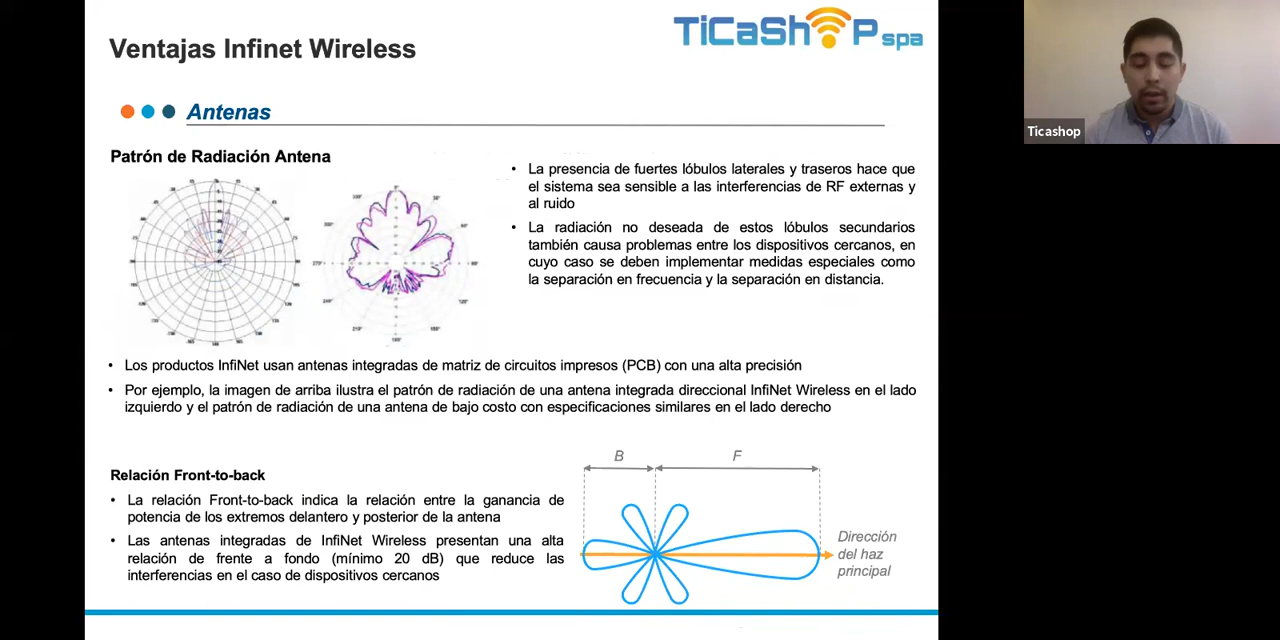 Ventajas Infinet Wireless
TiCaShOP spa
Antenas
Patrón de Radiación Antena
La presencia de fuertes lóbulos laterales y traseros hace que
el sistema sea sensible a las interferencias de RF externas y
al ruido
La radiación no deseada de estos lóbulos secundarios
también causa problemas entre los dispositivos cercanos, en
cuyo caso se deben implementar medidas especiales como
la separación en frecuencia y la separación en distancia.
Los productos InfiNet usan antenas integradas de matriz de circuitos impresos (PCB) con una alta precisión
Por ejemplo, la imagen de arriba ilustra el patrón de radiación de una antena integrada direccional InfiNet Wireless en el lado
izquierdo y el patrón de radiación de una antena de bajo costo con especificaciones similares en el lado derecho
Relación Front-to-back
La relación Front-to-back indica la relación entre la ganancia de
potencia de los extremos delantero y posterior de la antena
Las antenas integradas de InfiNet Wireless presentan una alta
relación de frente a fondo (mínimo 20 dB) que reduce las
interferencias en el caso de dispositivos cercanos
B
F
Dirección
del haz
principal
Ticashop